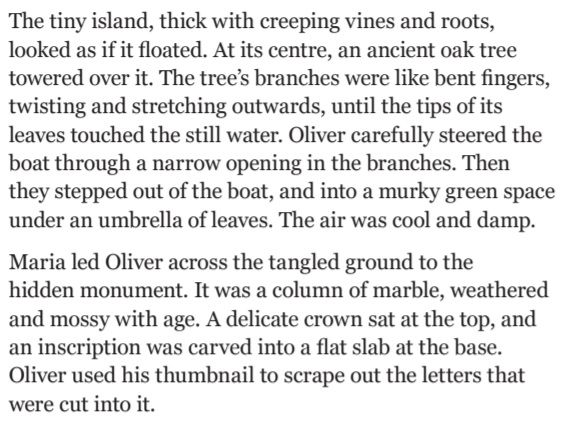 The tiny island, thick with creeping vines and roots,
looked as if it floated. At its centre, an ancient oak tree
towered over it. The tree’s branches were like bent fingers,
twisting and stretching outwards, until the tips of its
leaves touched the still water. Oliver carefully steered the
boat through a narrow opening in the branches. Then
they stepped out of the boat, and into a murky green space
under an umbrella of leaves. The air was cool and damp.
Maria led Oliver across the tangled ground to the
hidden monument. It was a column of marble, weathered
and mossy with age. A delicate crown sat at the top, and
an inscription was carved into a flat slab at the base.
Oliver used his thumbnail to scrape out the letters that
were cut into it.